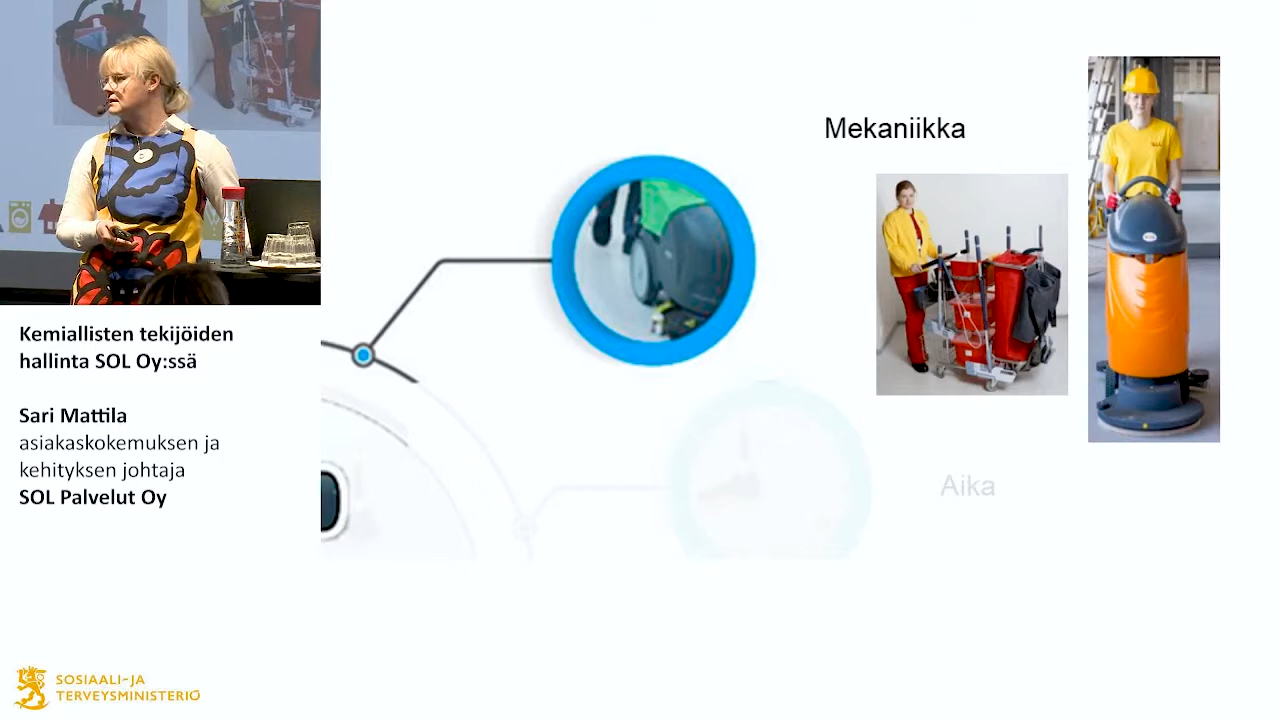 Mekaniikka
Aika
Kemiallisten tekijöiden
hallinta SOL Oy:ssä
Sari Mattila
asiakaskokemuksen ja
kehityksen johtaja
SOL Palvelut Oy
SOSIAALI- JA
TERVEYSMINISTERIÖ